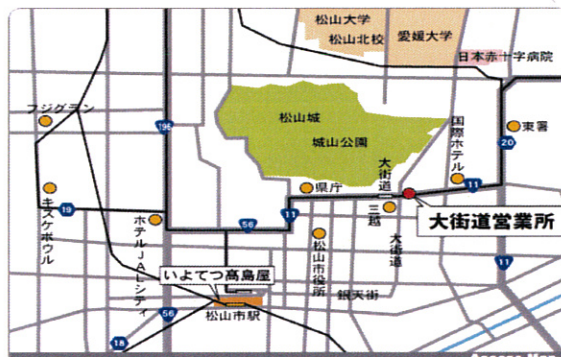 松山大学
松山北校
愛媛大学
日本赤十字病院
フジグラン
196
松山城
城山公園
国際ホテル
東署
20
大街道
県庁
11
11
キスケボウル
19
ホテルJALシティ
56
三越
大街道
大街道営業所
松山市役所
いよてつ髙島屋
銀天街
11
56
松山市駅
18
Access Map